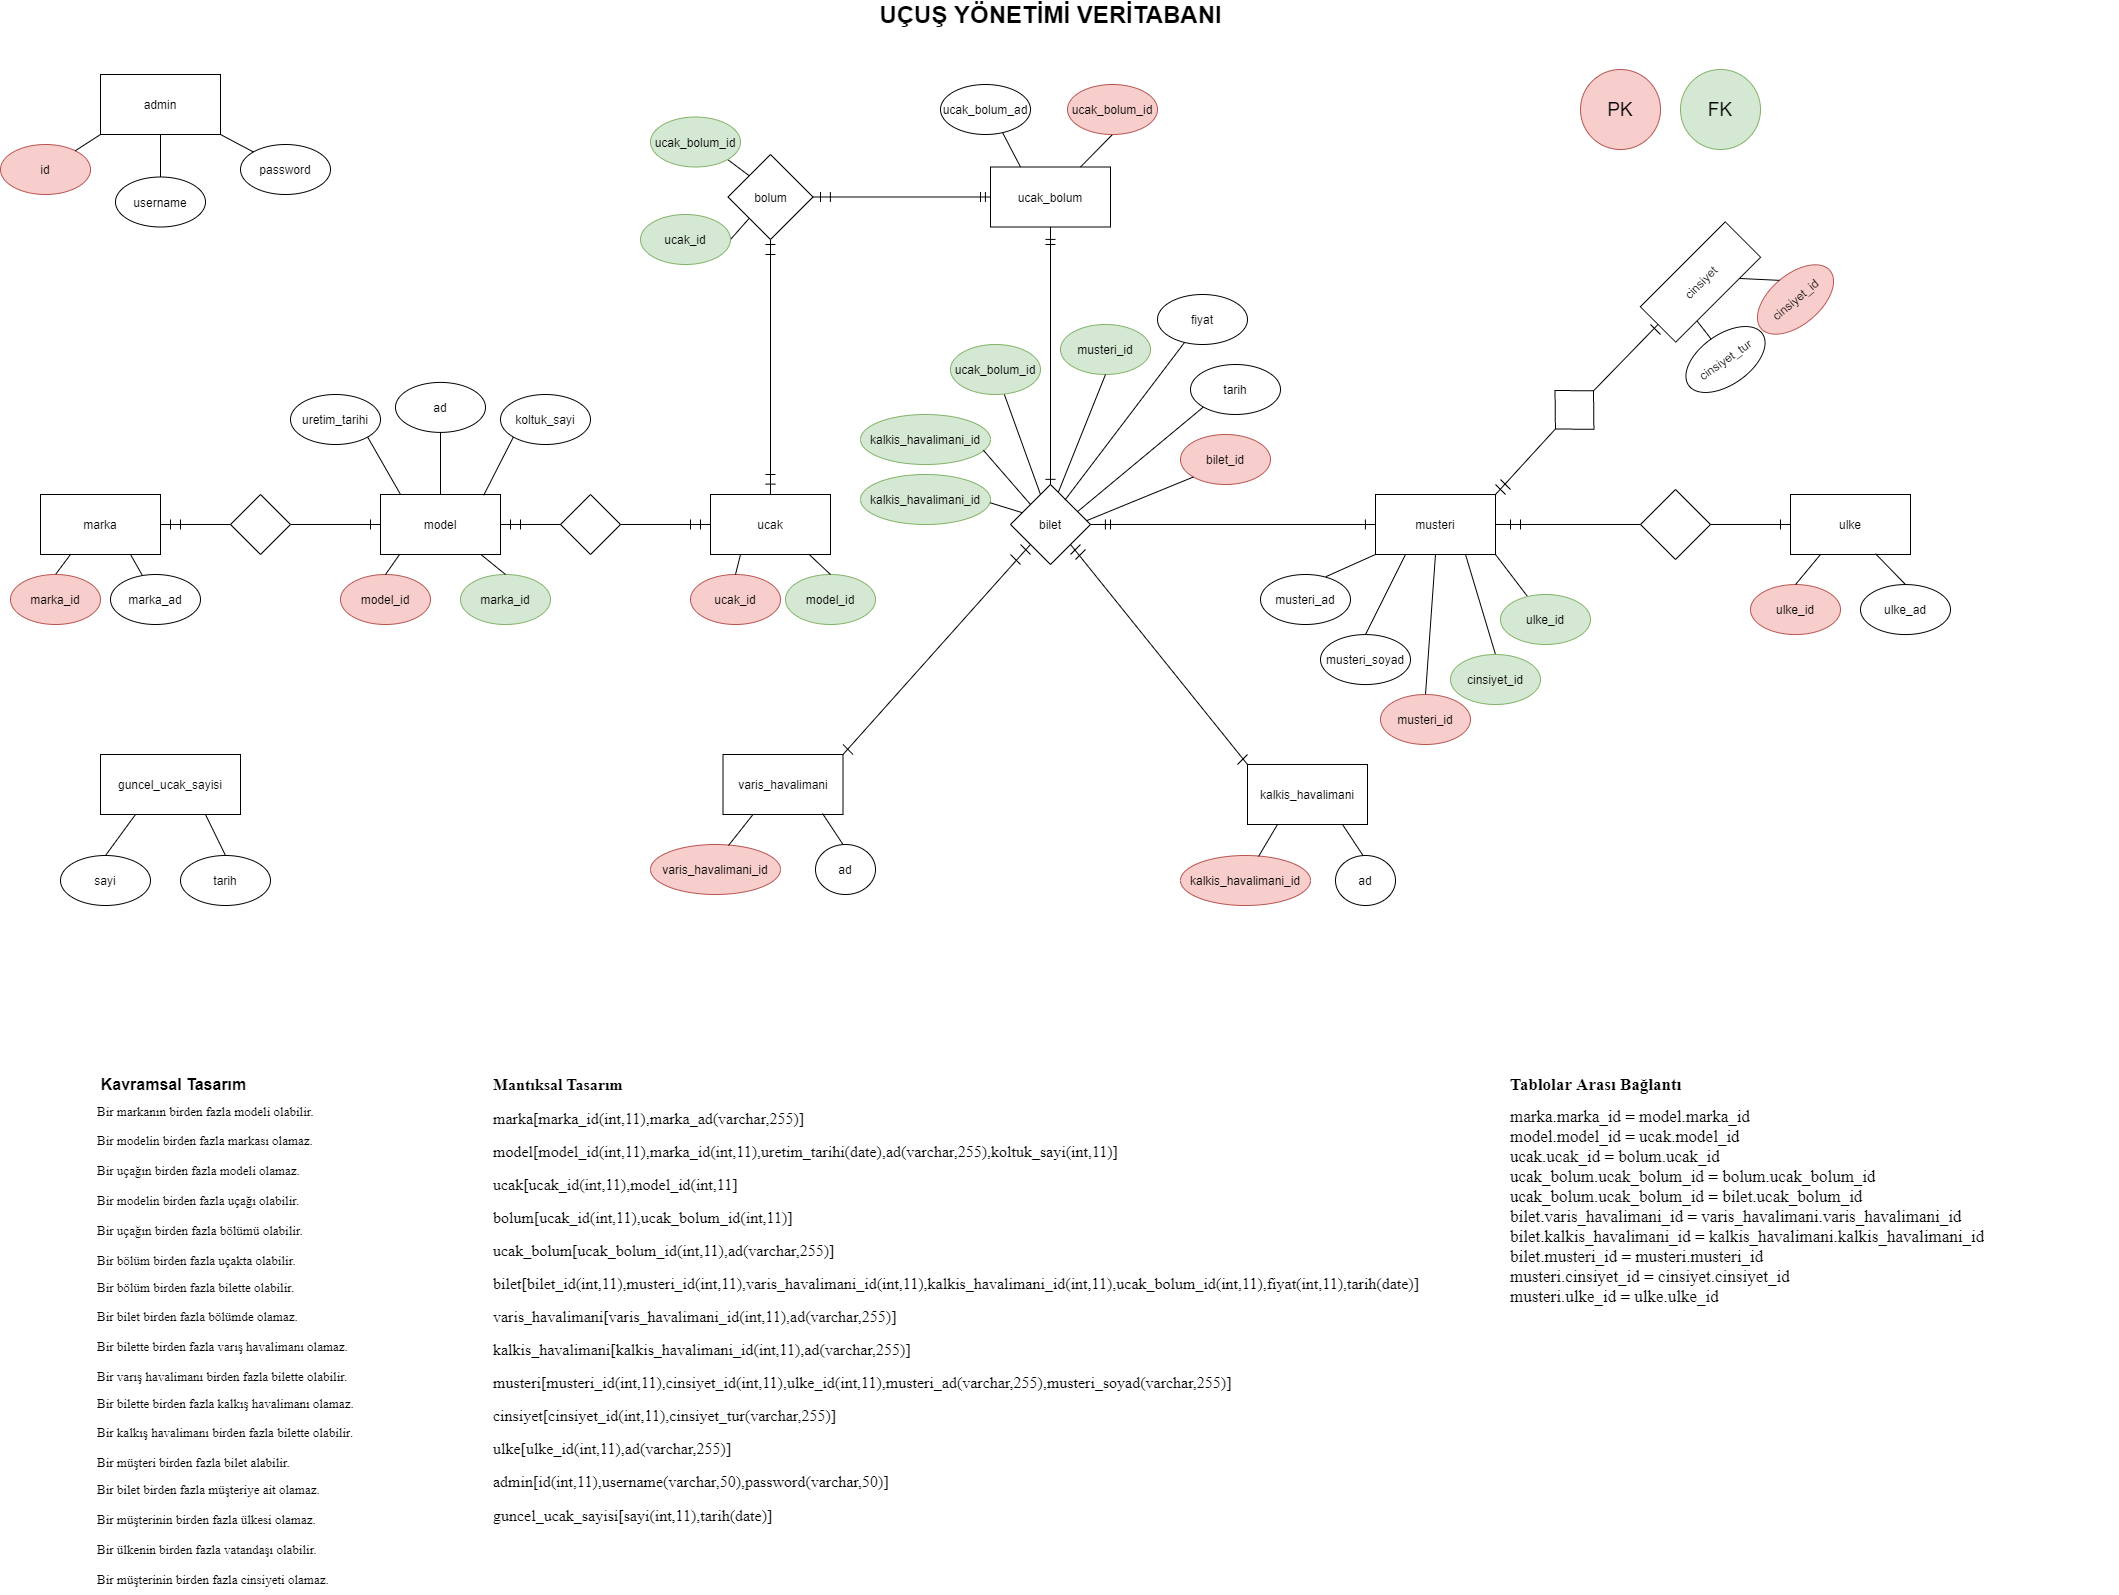 UÇUŞ YÖNETİMİ VERİTABANI
admin
id
username
password
ucak_bolum_id
ucak_id
bolum
ucak_bolum_ad
ucak_bolum_id
ucak_bolum
PK
FK
cinsiyet
cinsiyet_id
cinsiyet_tur
uretim_tarihi
ad
koltuk_sayi
marka
model
ucak
marka_id
marka_ad
model_id
marka_id
ucak_id
model_id
fiyat
musteri_id
ucak_bolum_id
tarih
kalkis_havalimani_id
bilet_id
kalkis_havalimani_id
bilet
musteri
ulke
musteri_ad
musteri_soyad
musteri_id
cinsiyet_id
ulke_id
ulke_id
ulke_ad
guncel_ucak_sayisi
sayi
tarih
varis_havalimani
varis_havalimani_id
ad
kalkis_havalimani
kalkis_havalimani_id
ad
Kavramsal Tasarım
Bir markanın birden fazla modeli olabilir.
Bir modelin birden fazla markası olamaz.
Bir uçağın birden fazla modeli olamaz.
Bir modelin birden fazla uçağı olabilir.
Bir uçağın birden fazla bölümü olabilir.
Bir bölüm birden fazla uçakta olabilir.
Bir bölüm birden fazla bilette olabilir.
Bir bilet birden fazla bölümde olamaz.
Bir bilette birden fazla varış havalimanı olamaz.
Bir varış havalimanı birden fazla bilette olabilir.
Bir bilette birden fazla kalkış havalimanı olamaz.
Bir kalkış havalimanı birden fazla bilette olabilir.
Bir müşteri birden fazla bilet alabilir.
Bir bilet birden fazla müşteriye ait olamaz.
Bir müşterinin birden fazla ülkesi olamaz.
Bir ülkenin birden fazla vatandaşı olabilir.
Bir müşterinin birden fazla cinsiyeti olamaz.
Mantıksal Tasarım
marka[marka_id(int,11),marka_ad(varchar,255)]
model[model_id(int,11),marka_id(int,11),uretim_tarihi(date),ad(varchar,255),koltuk_sayi(int,11)]
ucak[ucak_id(int,11),model_id(int,11]
bolum[ucak_id(int,11),ucak_bolum_id(int,11)]
ucak_bolum[ucak_bolum_id(int,11),ad(varchar,255)]
bilet[bilet_id(int,11),musteri_id(int,11),varis_havalimani_id(int,11),kalkis_havalimani_id(int,11),ucak_bolum_id(int,11),fiyat(int,11),tarih(date)]
varis_havalimani[varis_havalimani_id(int,11),ad(varchar,255)]
kalkis_havalimani[kalkis_havalimani_id(int,11),ad(varchar,255)]
musteri[musteri_id(int,11),cinsiyet_id(int,11),ulke_id(int,11),musteri_ad(varchar,255),musteri_soyad(varchar,255)]
cinsiyet[cinsiyet_id(int,11),cinsiyet_tur(varchar,255)]
ulke[ulke_id(int,11),ad(varchar,255)]
admin[id(int,11),username(varchar,50),password(varchar,50)]
guncel_ucak_sayisi[sayi(int,11),tarih(date)]
Tablolar Arası Bağlantı
marka.marka_id = model.marka_id
model.model_id = ucak.model_id
ucak.ucak_id = bolum.ucak_id
ucak_bolum.ucak_bolum_id = bolum.ucak_bolum_id
ucak_bolum.ucak_bolum_id = bilet.ucak_bolum_id
bilet.varis_havalimani_id = varis_havalimani.varis_havalimani_id
bilet.kalkis_havalimani_id = kalkis_havalimani.kalkis_havalimani_id
bilet.musteri_id = musteri.musteri_id
musteri.cinsiyet_id = cinsiyet.cinsiyet_id
musteri.ulke_id = ulke.ulke_id